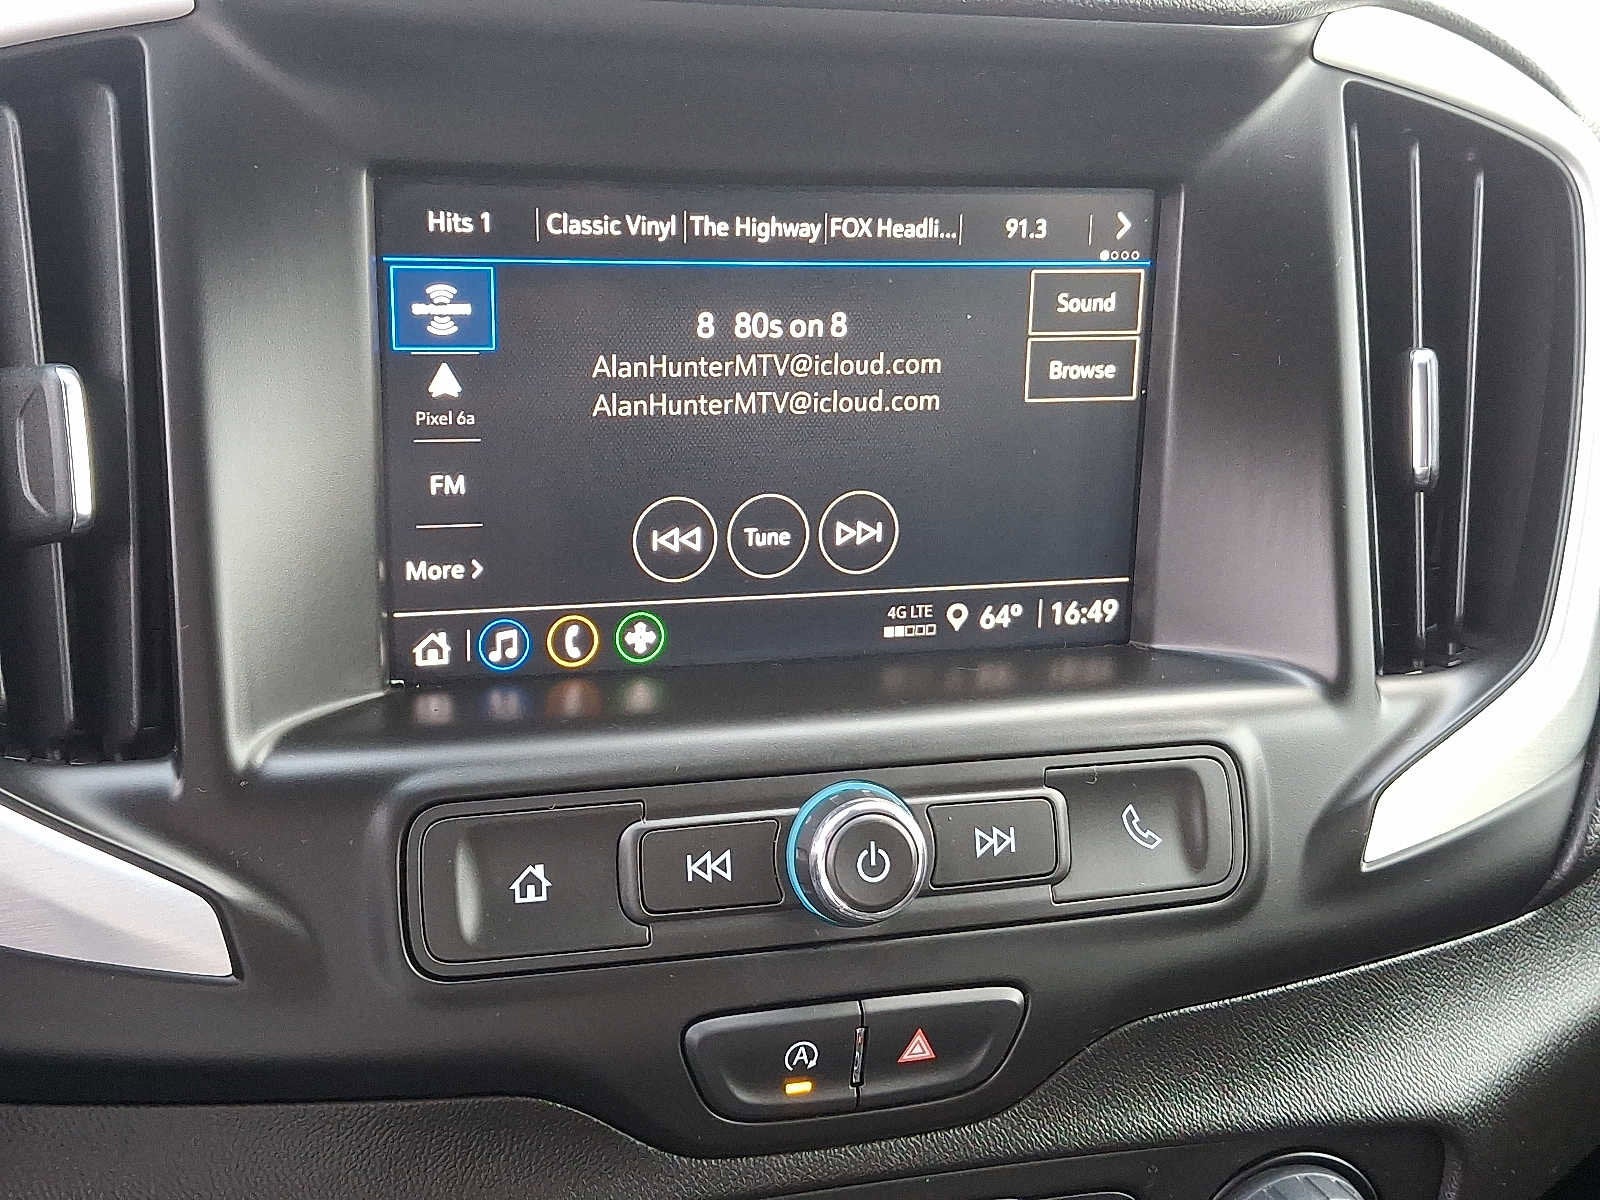 Hits 1 Classic Vinyl The Highway FOX Headli... 91.3
Sound
8 80s on 8
AlanHunterMTV@icloud.com
Browse
AlanHunterMTV@icloud.com
Pixel 6a
FM
Tune
More
4G LTE
64° 16:49
A